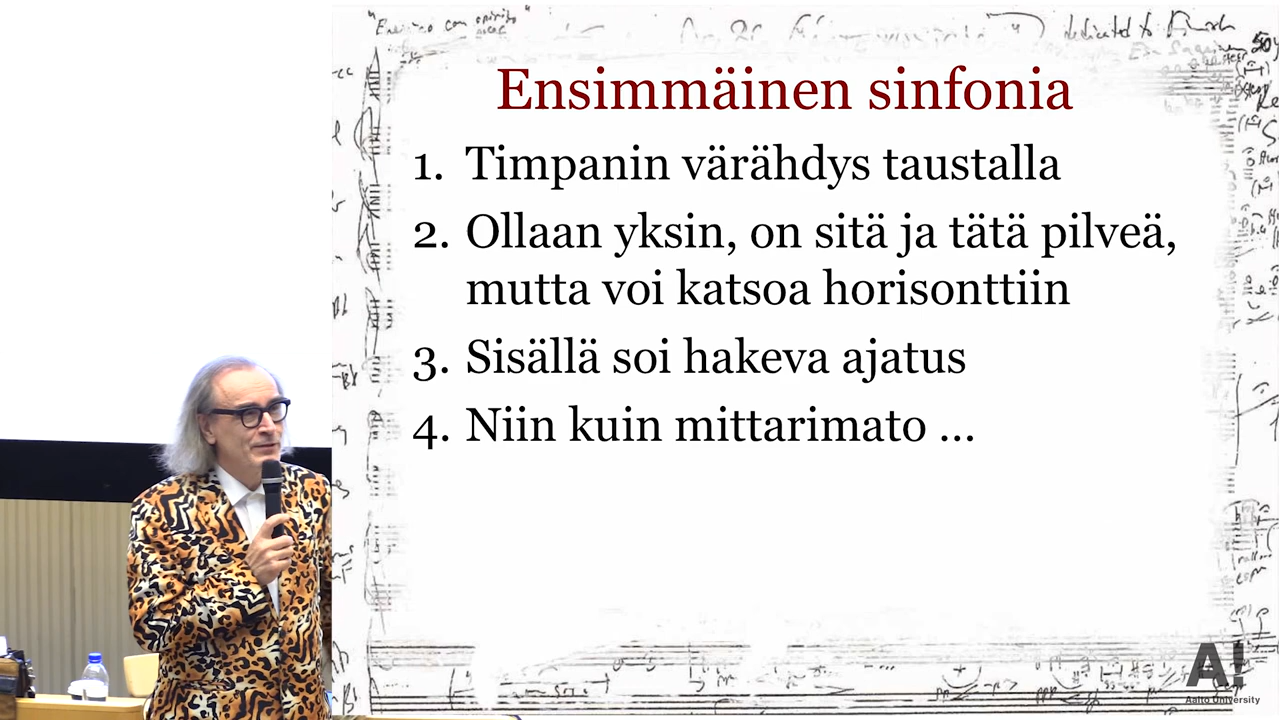 dedicated to
Ensimmäinen sinfonia
1. Timpanin värähdys taustalla
2. Ollaan yksin, on sitä ja tätä pilveä,
mutta voi katsoa horisonttiin
3. Sisällä soi hakeva ajatus
4. Niin kuin mittarimato ...
A!
Aalto University